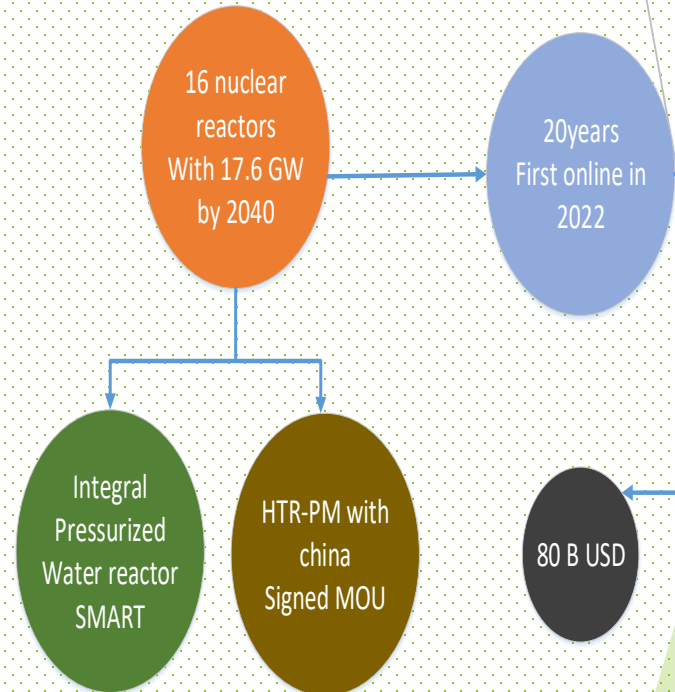 16 nuclear
reactors
With 17.6 GW
by 2040
20years
First online in
2022
Integral
Pressurized
Water reactor
SMART
HTR-PM with
china
Signed MOU
80 B USD